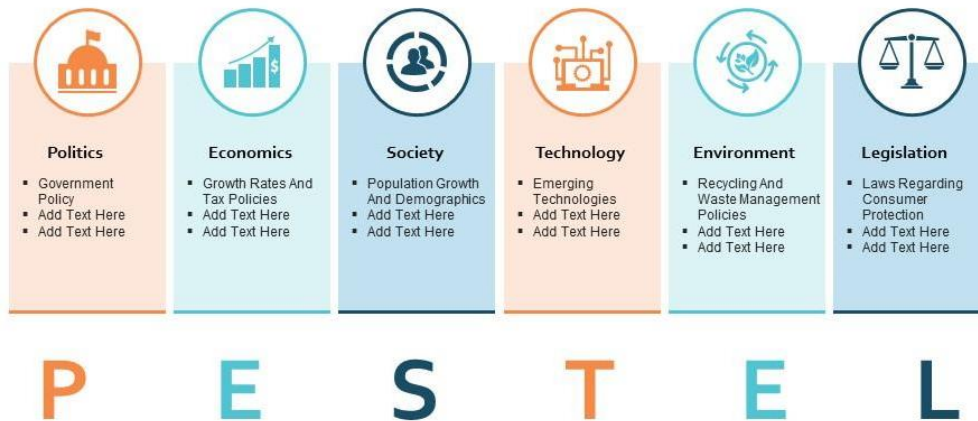 $
Politics
▪ Government
Policy
▪ Add Text Here
▪ Add Text Here
Economics
▪ Growth Rates And
Tax Policies
▪ Add Text Here
▪ Add Text Here
Society
▪ Population Growth
And Demographics
▪ Add Text Here
▪ Add Text Here
Technology
▪ Emerging
Technologies
▪ Add Text Here
▪ Add Text Here
Environment
▪ Recycling And
Waste Management
Policies
▪ Add Text Here
▪ Add Text Here
Legislation
▪ Laws Regarding
Consumer
Protection
▪ Add Text Here
▪ Add Text Here
P E S T E L